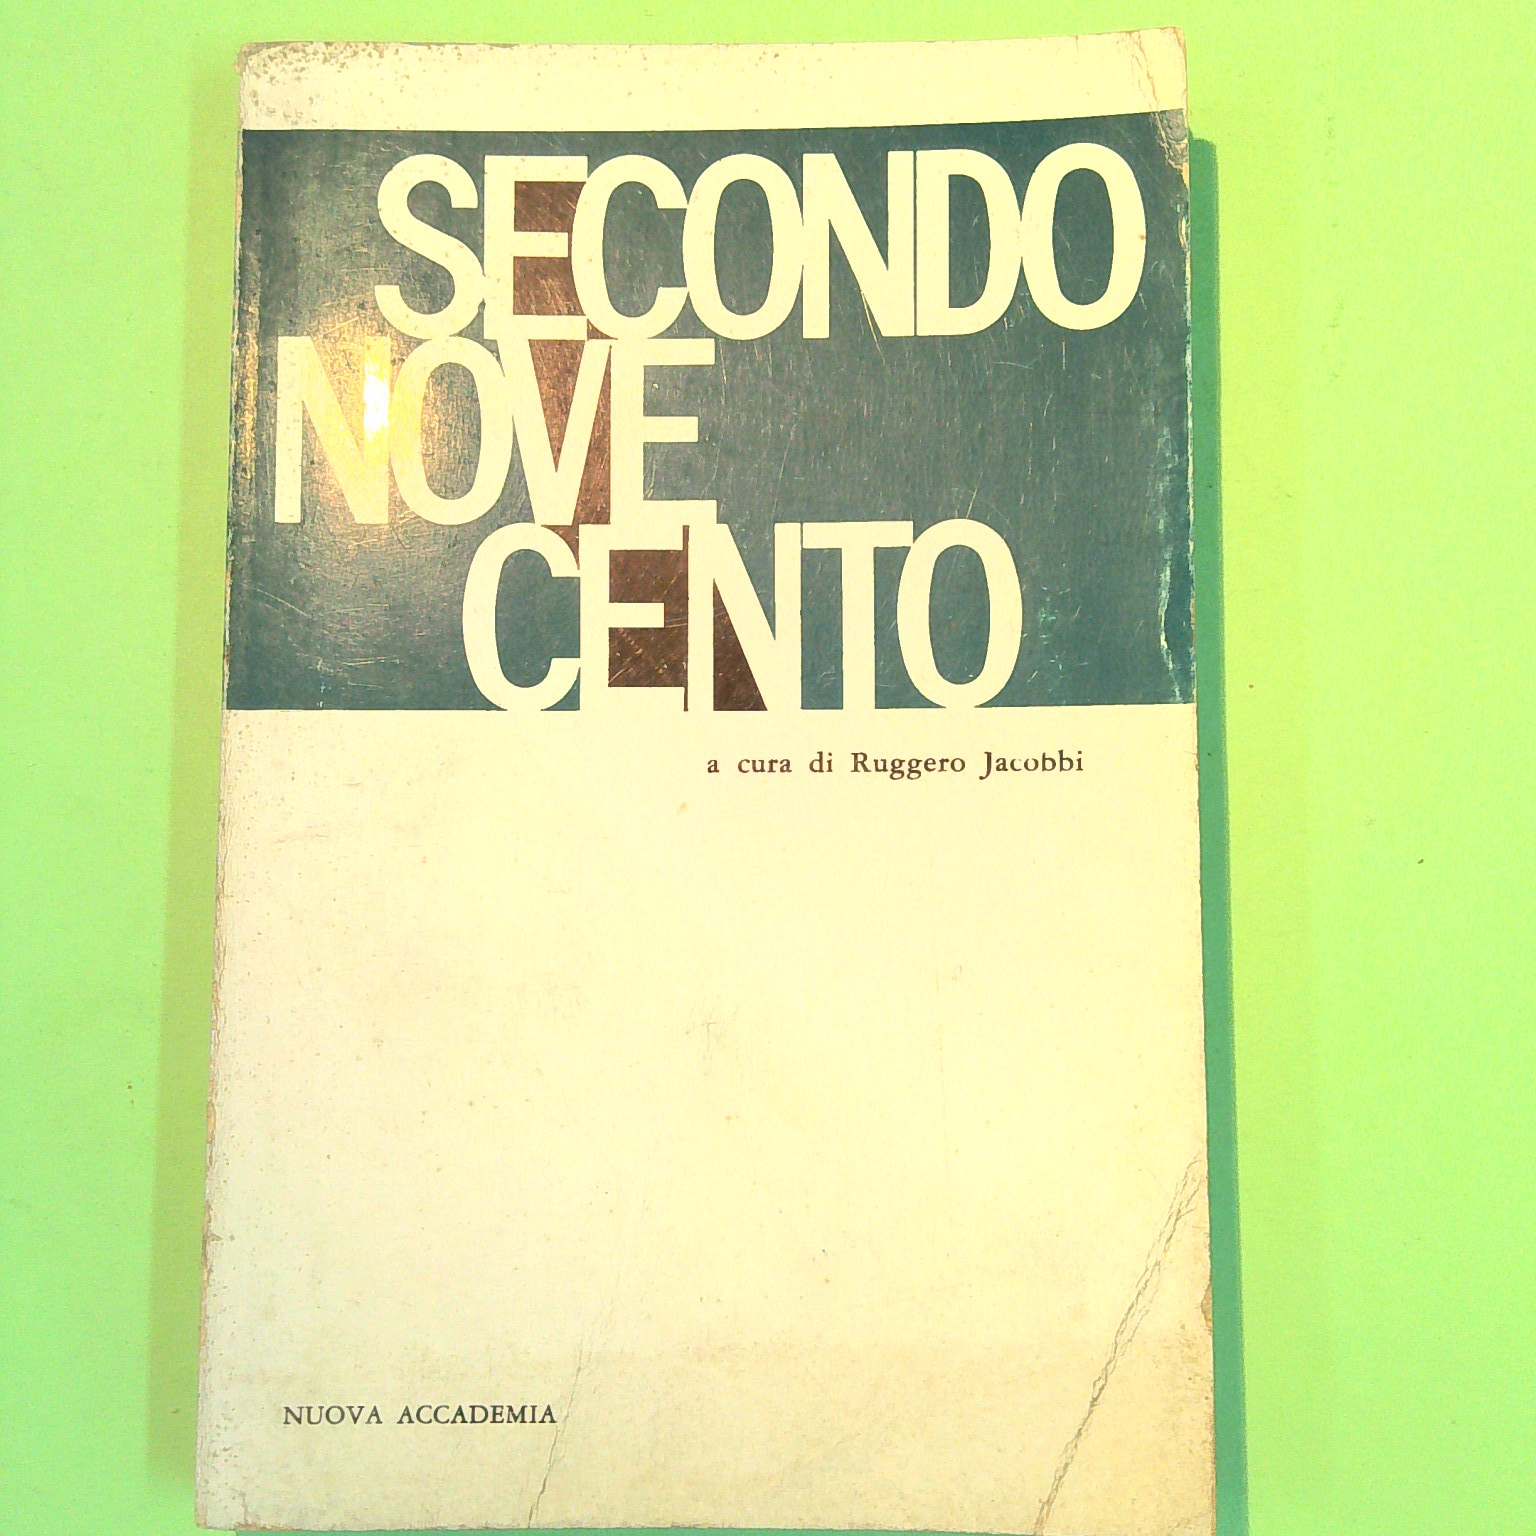 SECONDO
NOVE
CENTO
a cura di Ruggero Jacobbi
NUOVA ACCADEMIA